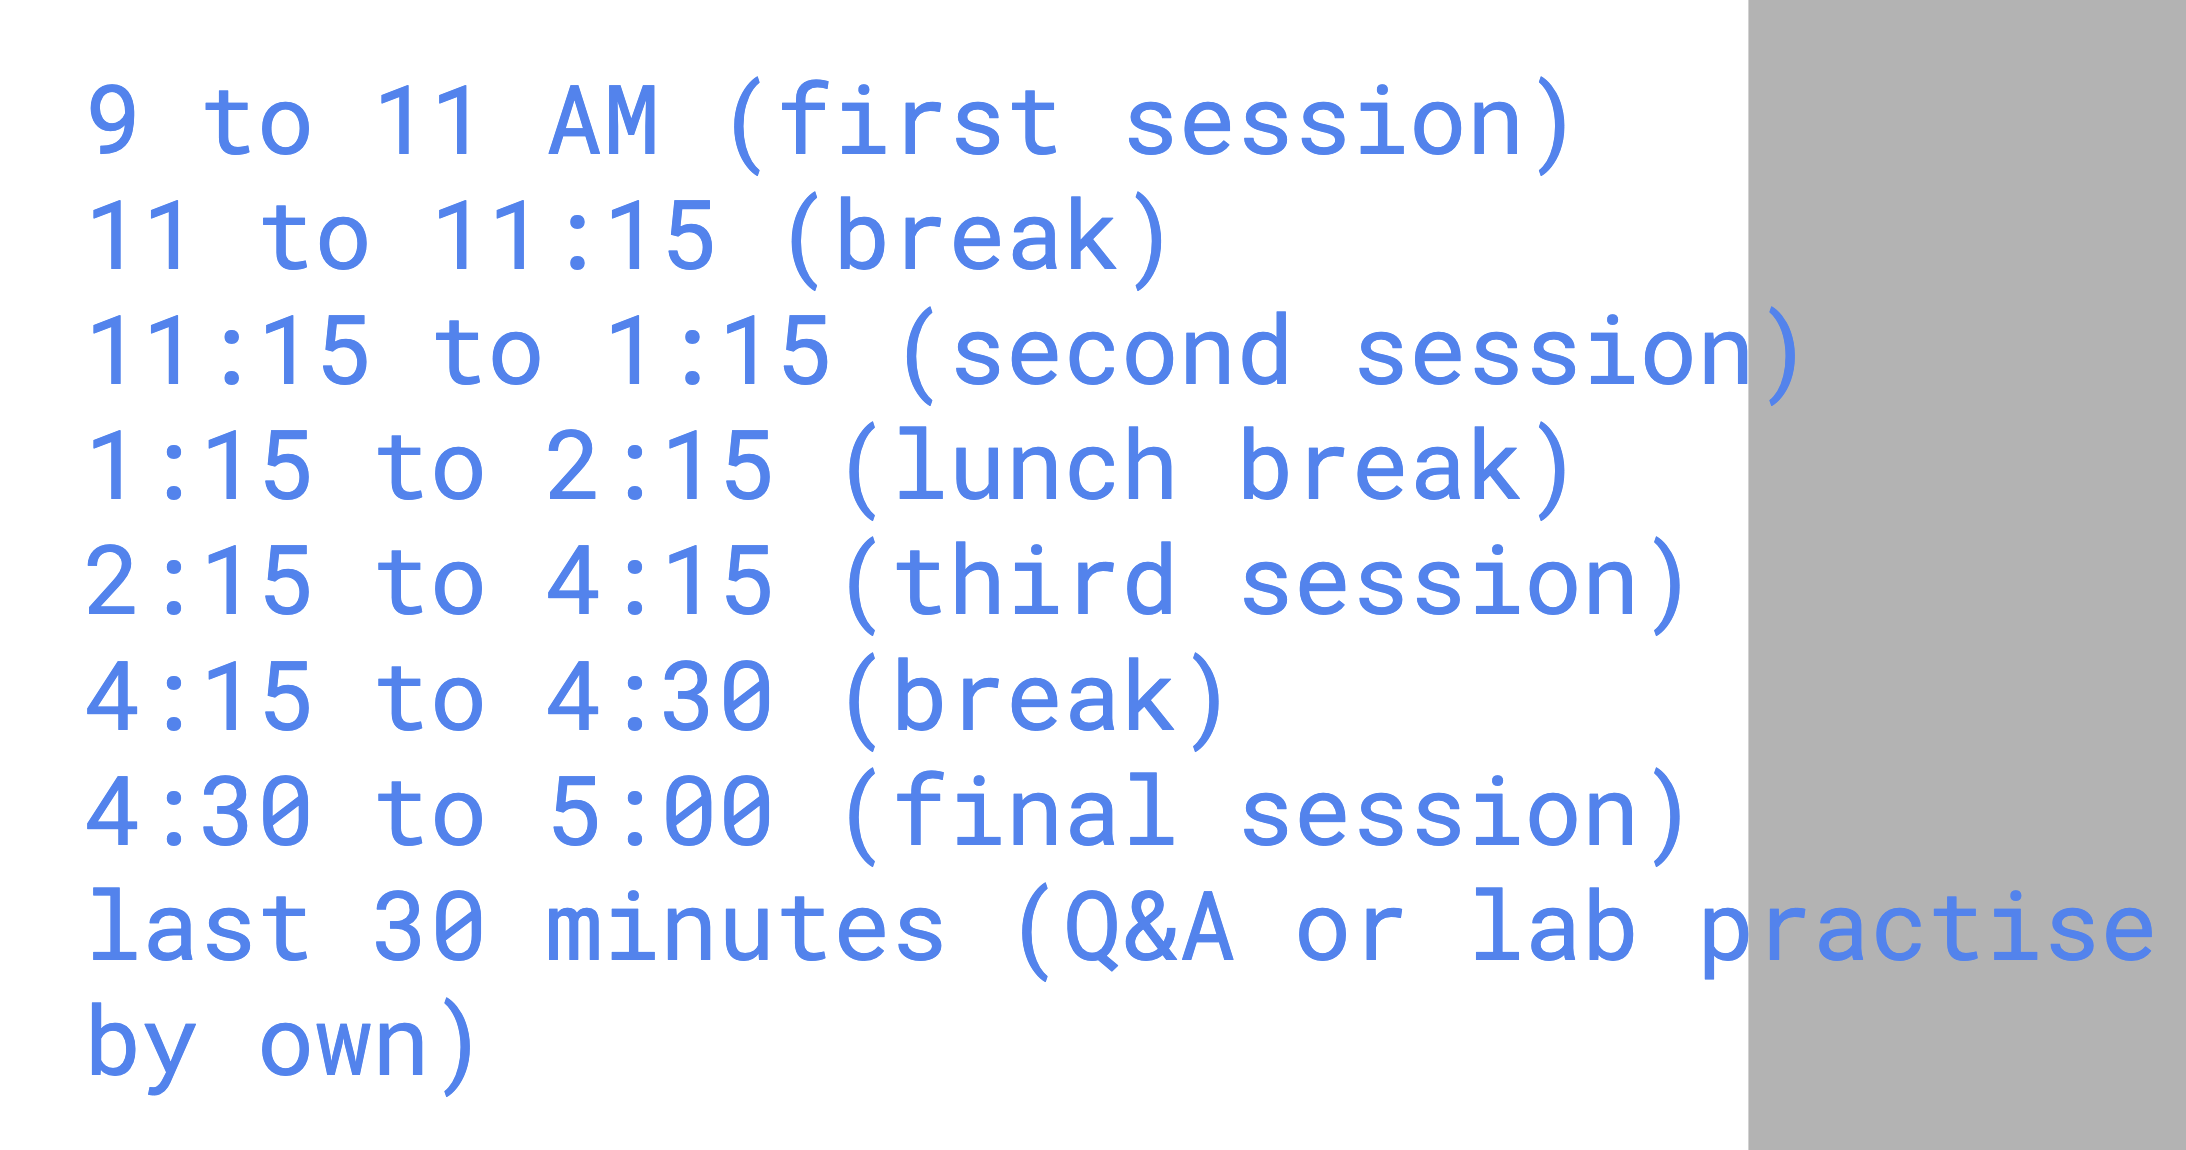 9 to 11 AM (first session)
11 to 11:15 (break)
11:15 to 1:15 (second session)
1:15 to 2:15 (lunch break)
2:15 to 4:15 (third session)
4:15 to 4:30 (break)
4:30 to 5:00 (final session)
last 30 minutes (Q&A or lab practise
by own)